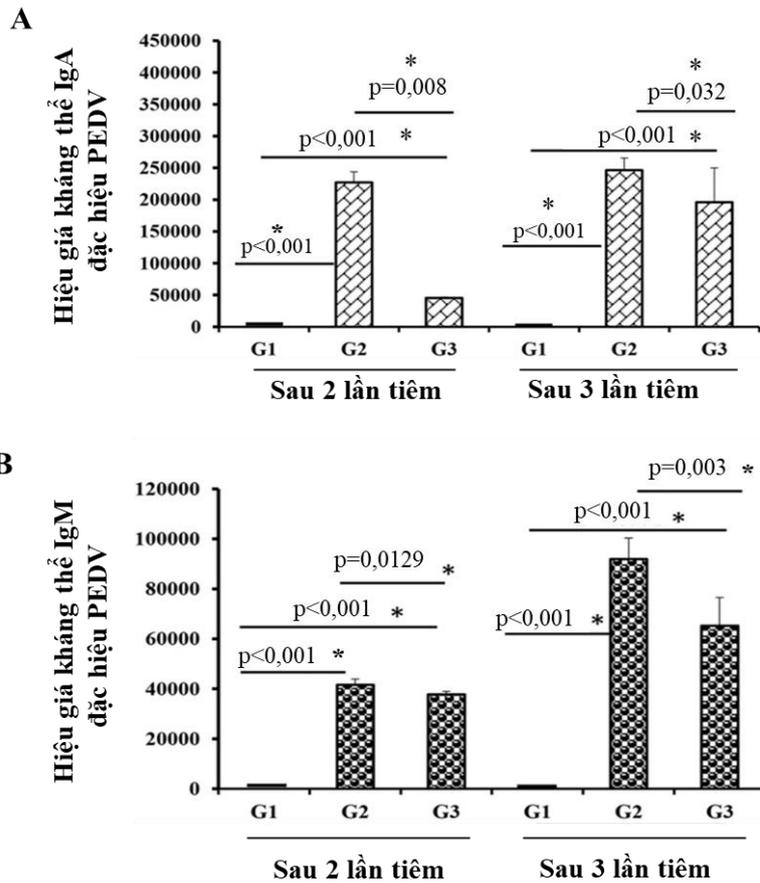 A
Hiệu giá kháng thể IgA
đặc hiệu PEDV
450000
400000
350000
300000
250000
200000
150000
100000
50000
0
*
p=0,008
p<0,001 *
*
p<0,001
*
p=0,032
p<0,001 *
*
p<0,001
G1 G2 G3 G1 G2 G3
Sau 2 lần tiêm Sau 3 lần tiêm
B
Hiệu giá kháng thể IgM
đặc hiệu PEDV
120000
100000
80000
60000
40000
20000
0
p=0,0129 *
p<0,001 *
p<0,001 *
p=0,003 *
p<0,001 *
p<0,001 *
G1 G2 G3 G1 G2 G3
Sau 2 lần tiêm Sau 3 lần tiêm